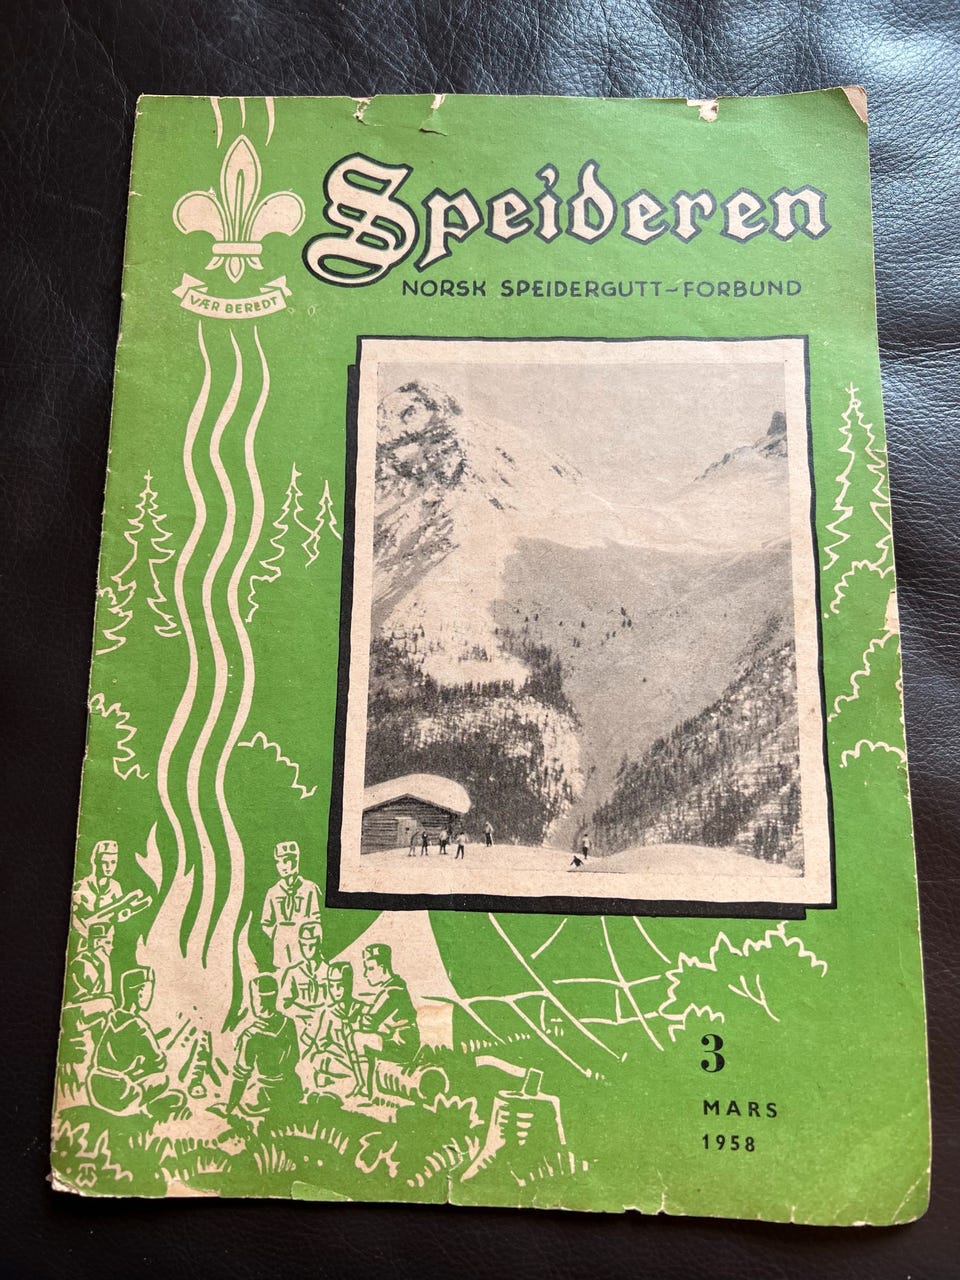 Speideren
NORSK SPEIDERGUTT-FORBUND
VÆR BEREDT
3
MARS
1958